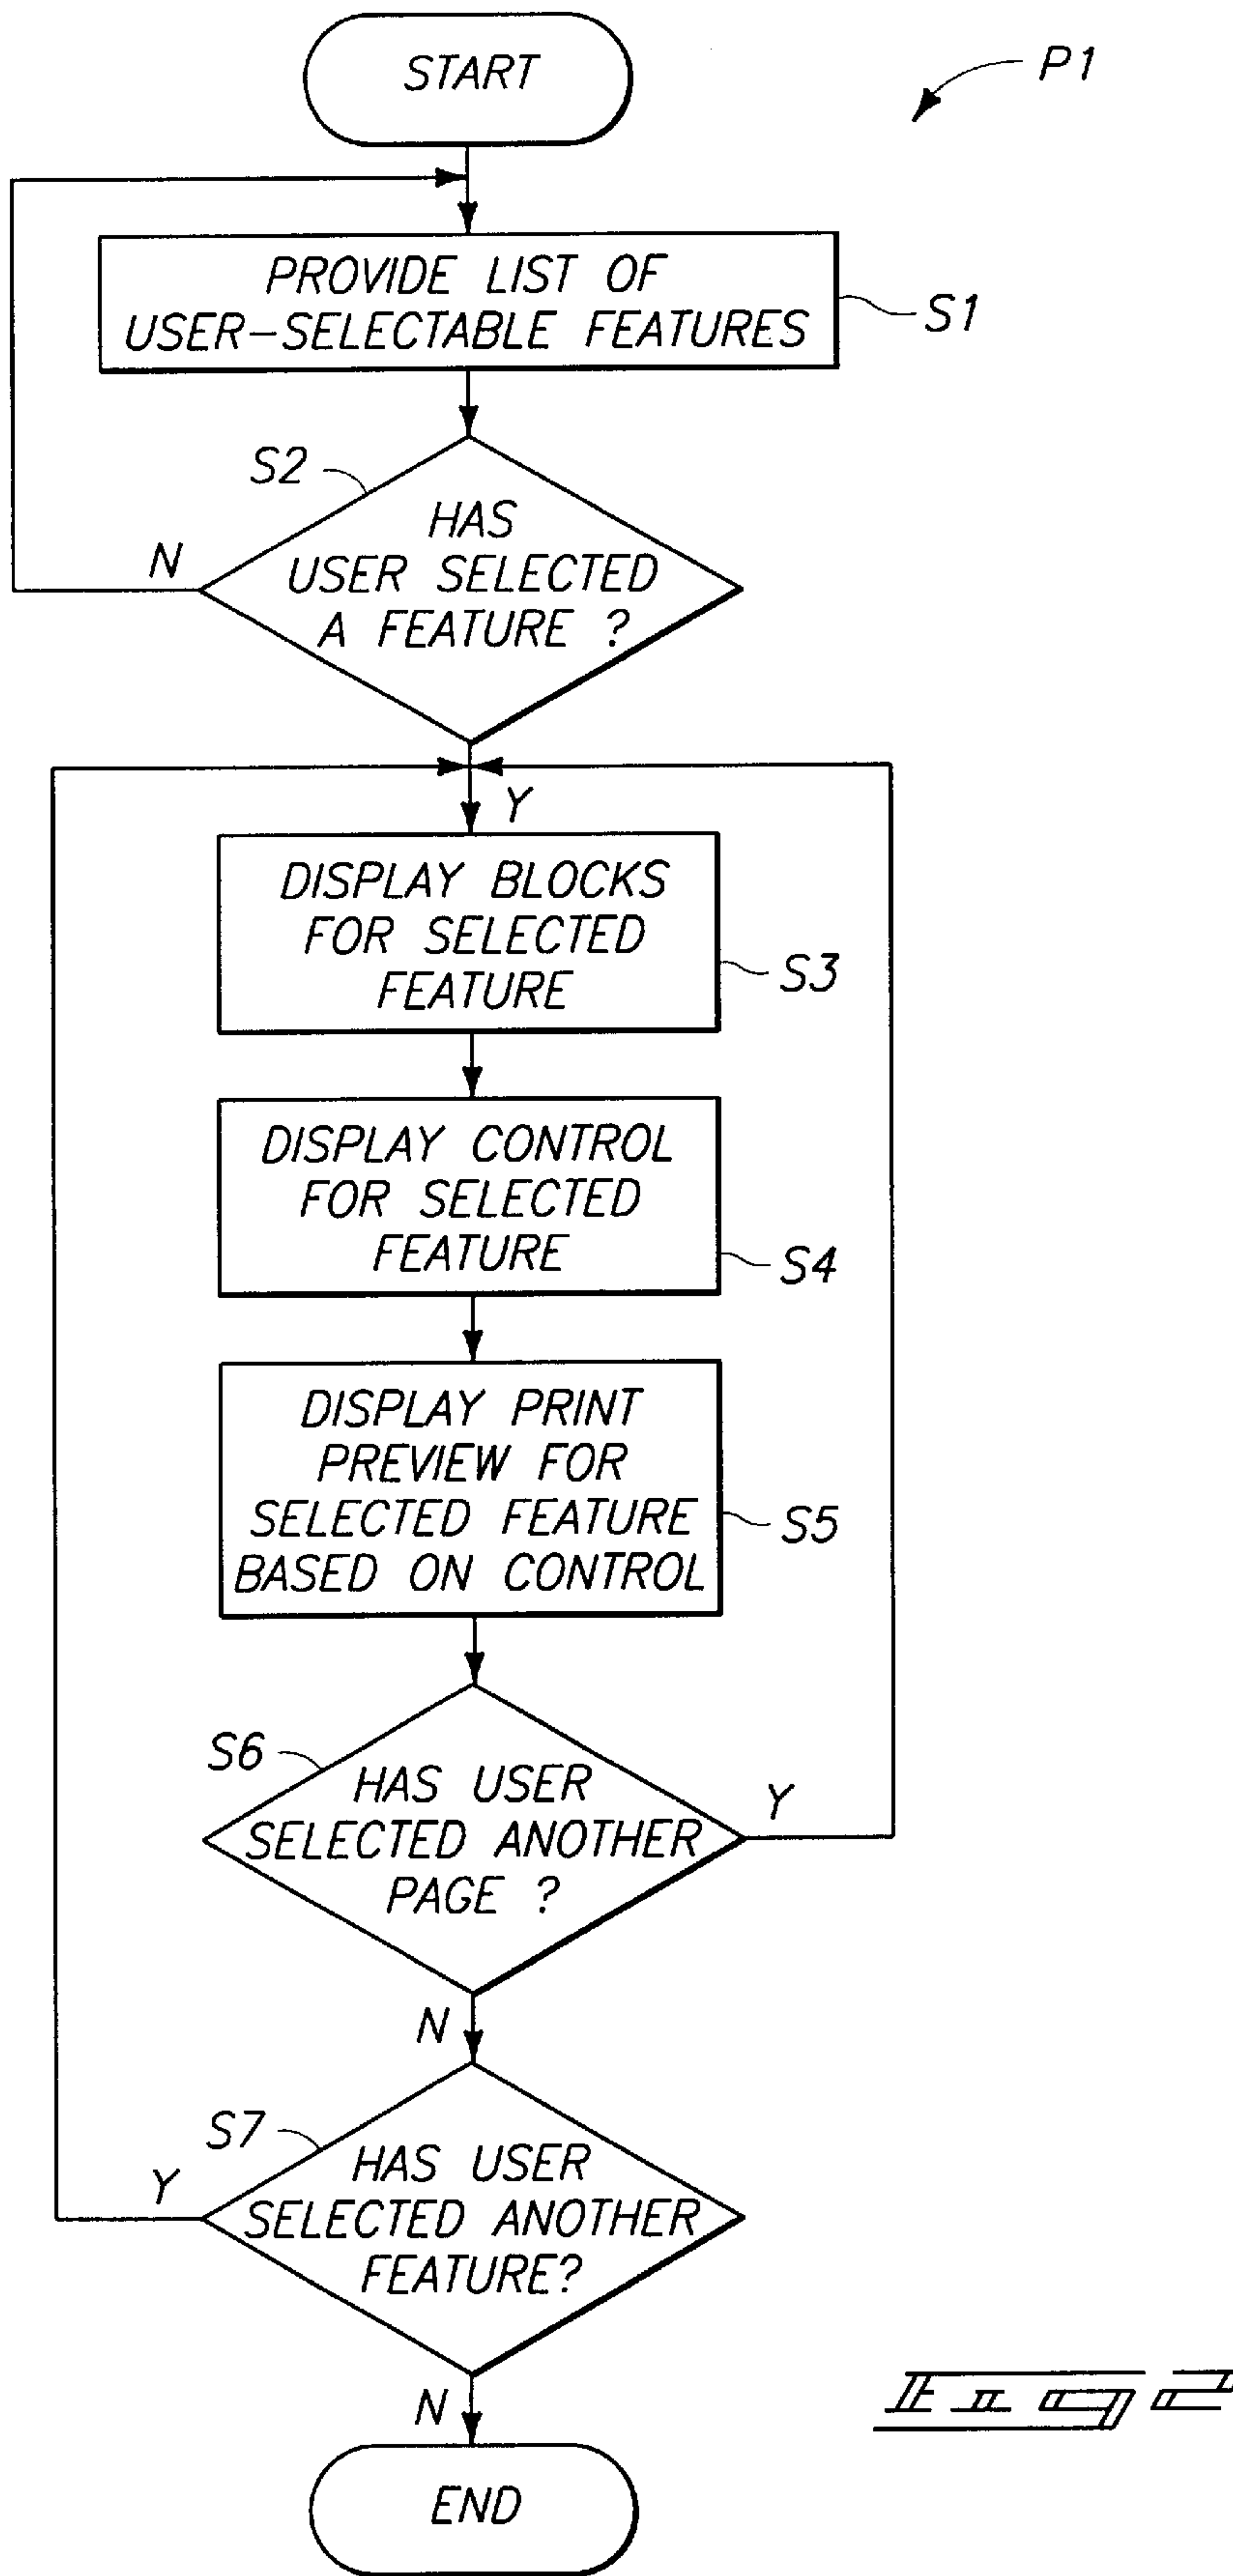 START
P1
PROVIDE LIST OF
USER-SELECTABLE FEATURES
S1
S2
HAS
USER SELECTED
A FEATURE ?
N
Y
DISPLAY BLOCKS
FOR SELECTED
FEATURE
S3
DISPLAY CONTROL
FOR SELECTED
FEATURE
S4
DISPLAY PRINT
PREVIEW FOR
SELECTED FEATURE
BASED ON CONTROL
S5
S6
HAS USER
SELECTED ANOTHER
PAGE ?
Y
N
S7
HAS USER
SELECTED ANOTHER
FEATURE?
Y
N
END
Fig 2